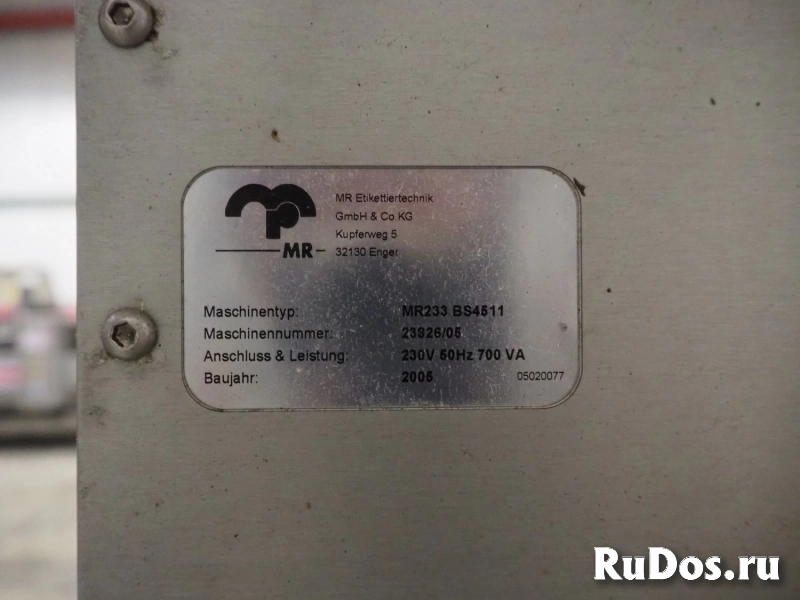 MR Etikettiertechnik
GmbH & Co KG
Kupferweg 5
32130 Enger
MR
Maschinentyp: MR233 BS4511
Maschinennummer: 23826/05
Anschluss & Leistung: 230V 50Hz 700 VA
Baujahr: 2005 05020077
RuDos.ru